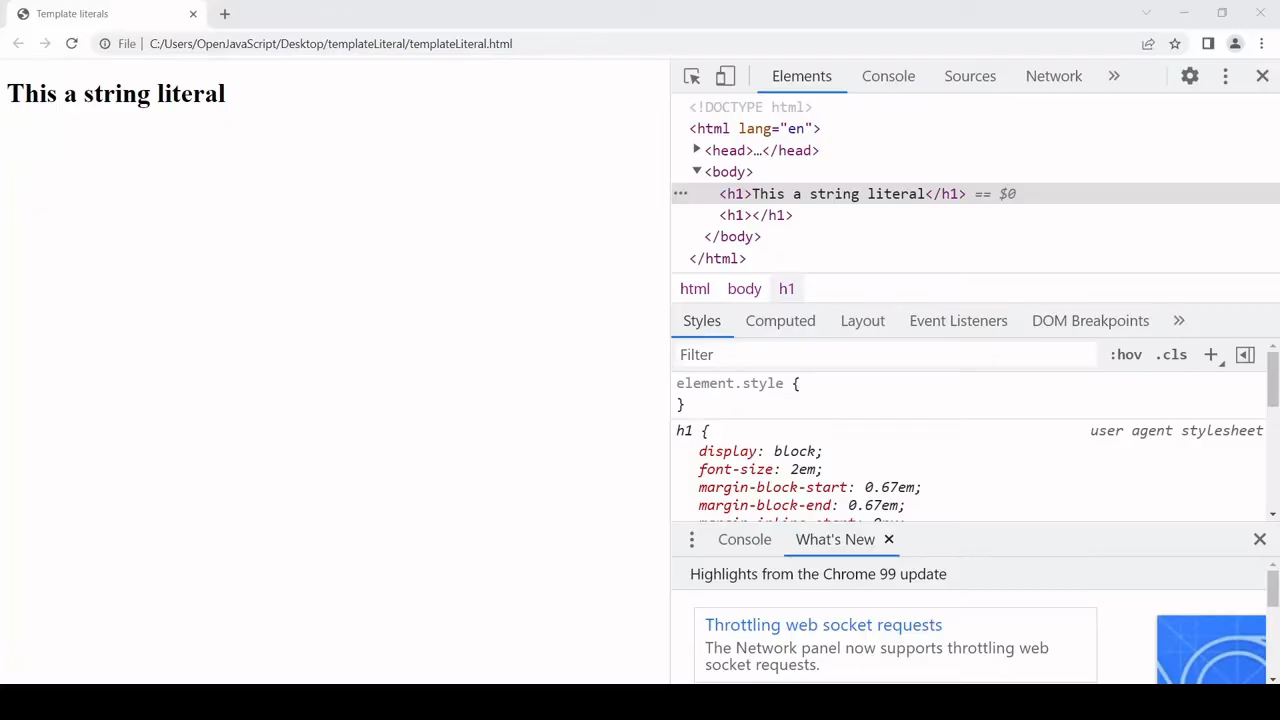 Template literals
File C:/Users/OpenJavaScript/Desktop/templateLiteral/templateLiteral.html
This a string literal
Elements Console Sources Network
<!DOCTYPE html>
<html lang="en">
<head>…</head>
<body>
<h1>This a string literal</h1> == $0
<h1></h1>
</body>
</html>
html body h1
Styles Computed Layout Event Listeners DOM Breakpoints
Filter :hov .cls
element.style {
}
h1 { user agent stylesheet
display: block;
font-size: 2em;
margin-block-start: 0.67em;
margin-block-end: 0.67em;
Console What's New
Highlights from the Chrome 99 update
Throttling web socket requests
The Network panel now supports throttling web
socket requests.